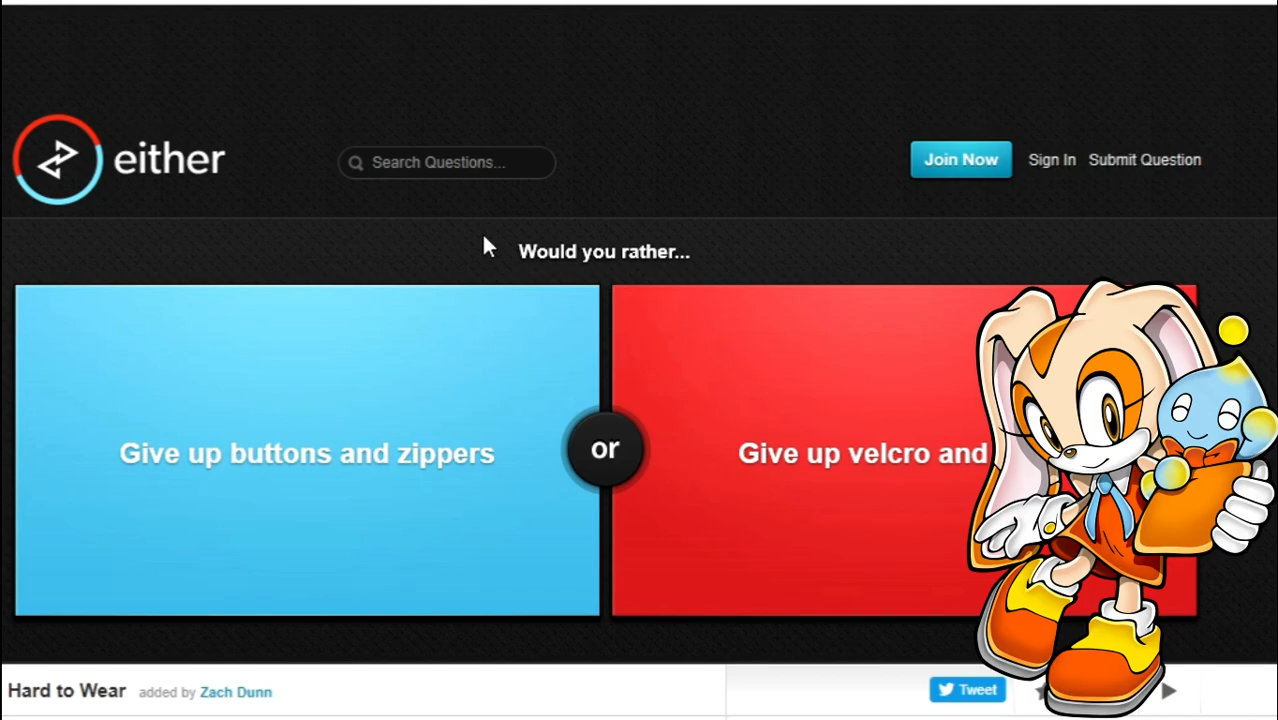 either
Search Questions...
Join Now
Sign In
Submit Question
Would you rather...
Give up buttons and zippers
or
Give up velcro and
Hard to Wear
added by Zach Dunn
Tweet